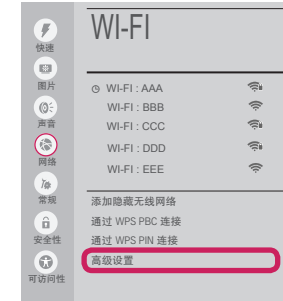 WI-FI
快速
图片
声音
网络
常规
安全性
可访问性
WI-FI : AAA
WI-FI : BBB
WI-FI : CCC
WI-FI : DDD
WI-FI : EEE
添加隐藏无线网络
通过 WPS PBC 连接
通过 WPS PIN 连接
高级设置